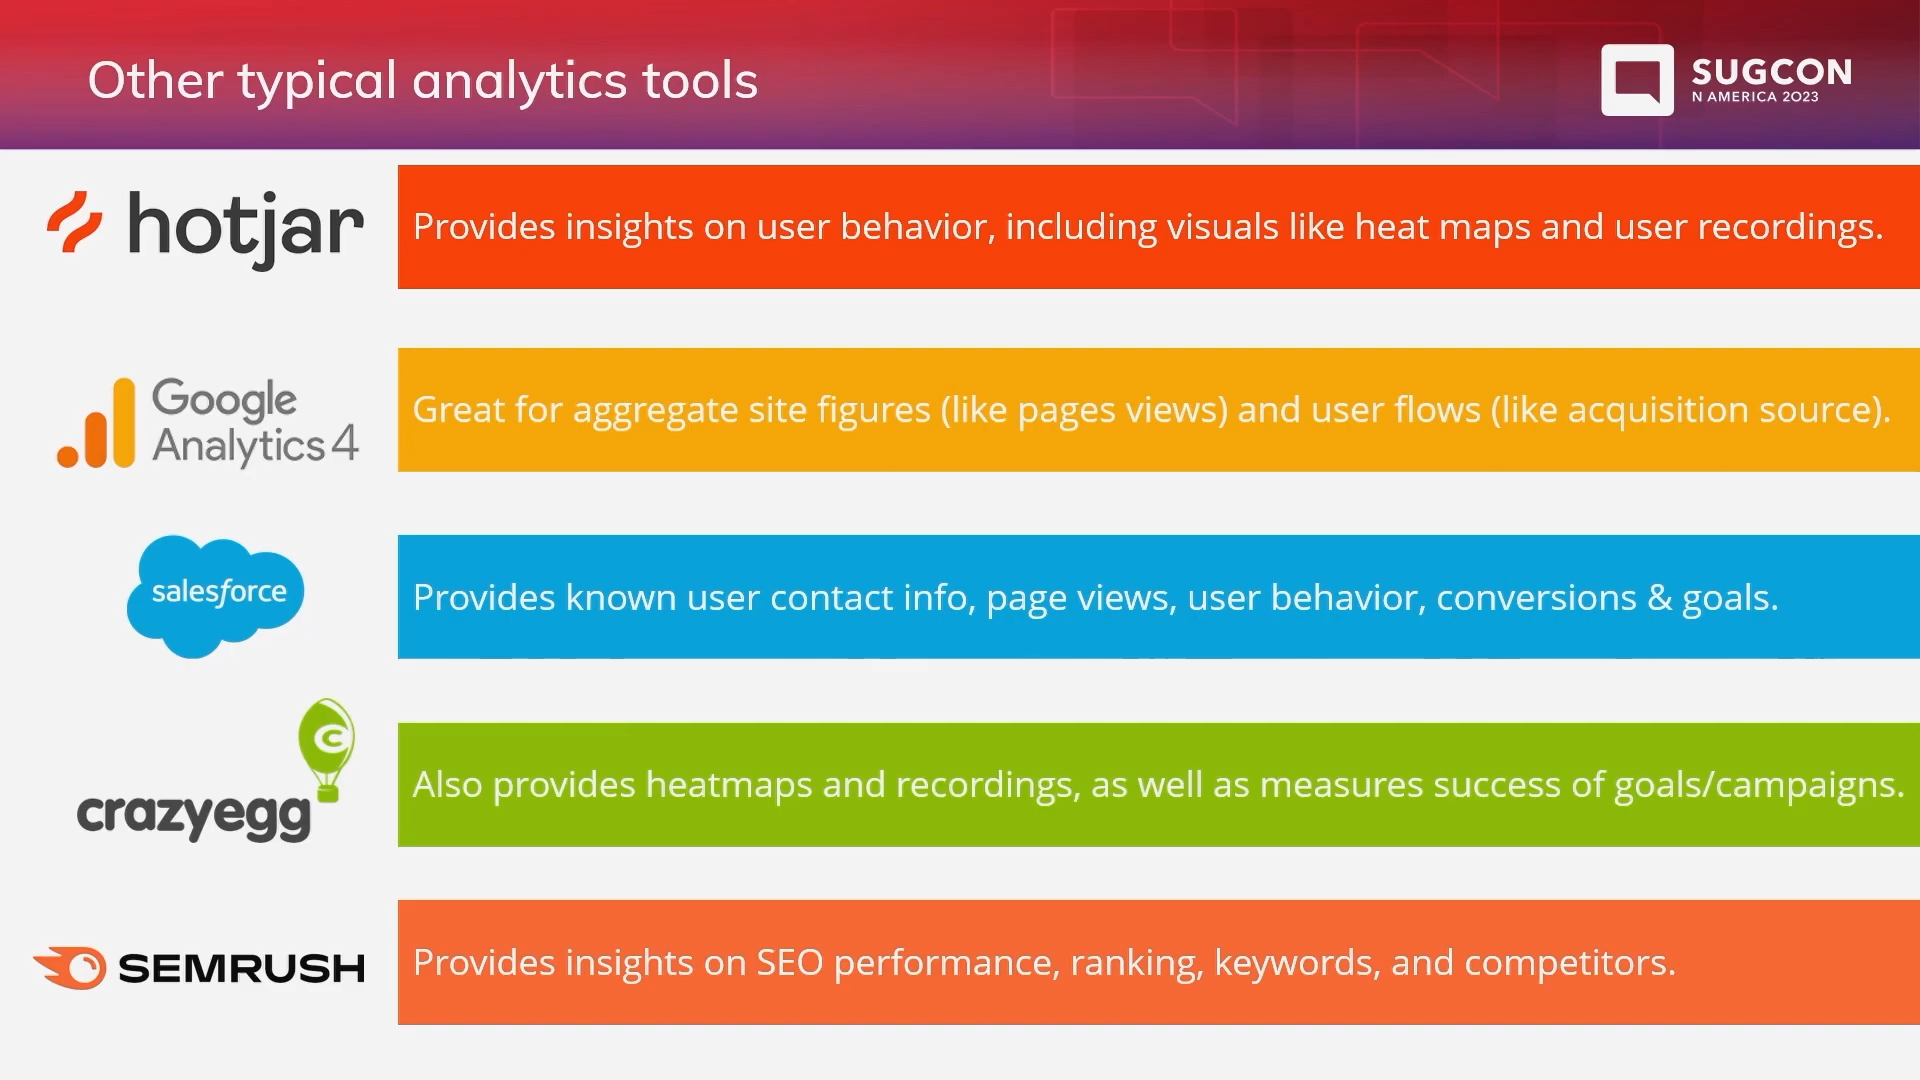 Other typical analytics tools
SUGCON
N AMERICA 2023
hotjar
Provides insights on user behavior, including visuals like heat maps and user recordings.
Google
Analytics 4
Great for aggregate site figures (like pages views) and user flows (like acquisition source).
salesforce
Provides known user contact info, page views, user behavior, conversions & goals.
C
crazyegg
Also provides heatmaps and recordings, as well as measures success of goals/campaigns.
SEMRUSH
Provides insights on SEO performance, ranking, keywords, and competitors.